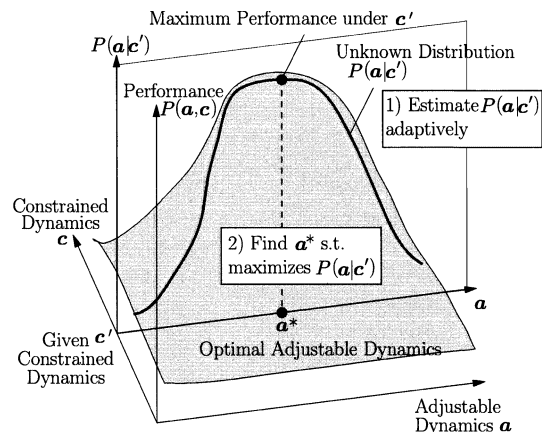 Maximum Performance under c′
P(a|c′)
Unknown Distribution
P(a|c′)
Performance
P(a,c)
1) Estimate P(a|c′)
adaptively
Constrained
Dynamics
c
2) Find a* s.t.
maximizes P(a|c′)
a
a*
Given c′
Constrained
Dynamics
Optimal Adjustable Dynamics
Adjustable
Dynamics a